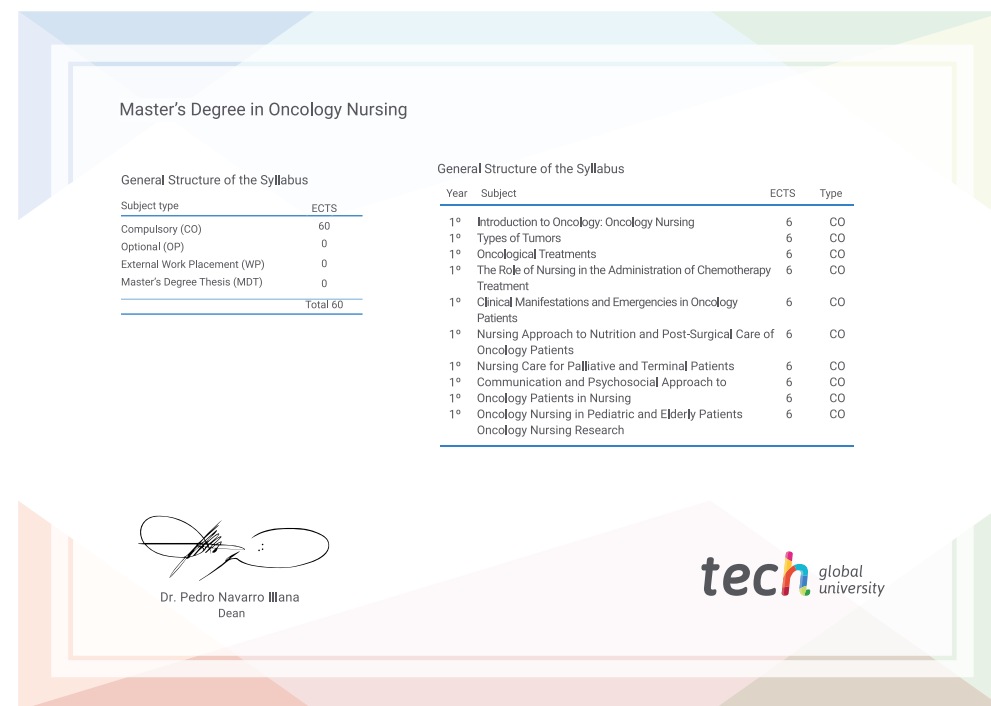 Master's Degree in Oncology Nursing
General Structure of the Syllabus
Subject type ECTS
Compulsory (CO) 60
Optional (OP) 0
External Work Placement (WP) 0
Master's Degree Thesis (MDT) 0
Total 60
General Structure of the Syllabus
Year Subject ECTS Type
1º Introduction to Oncology: Oncology Nursing 6 CO
1º Types of Tumors 6 CO
1º Oncological Treatments 6 CO
1º The Role of Nursing in the Administration of Chemotherapy 6 CO
Treatment
1º Clinical Manifestations and Emergencies in Oncology 6 CO
Patients
1º Nursing Approach to Nutrition and Post-Surgical Care of 6 CO
Oncology Patients
1º Nursing Care for Palliative and Terminal Patients 6 CO
1º Communication and Psychosocial Approach to 6 CO
1º Oncology Patients in Nursing 6 CO
1º Oncology Nursing in Pediatric and Elderly Patients 6 CO
Oncology Nursing Research
Dr. Pedro Navarro Illana
Dean
tech global
university